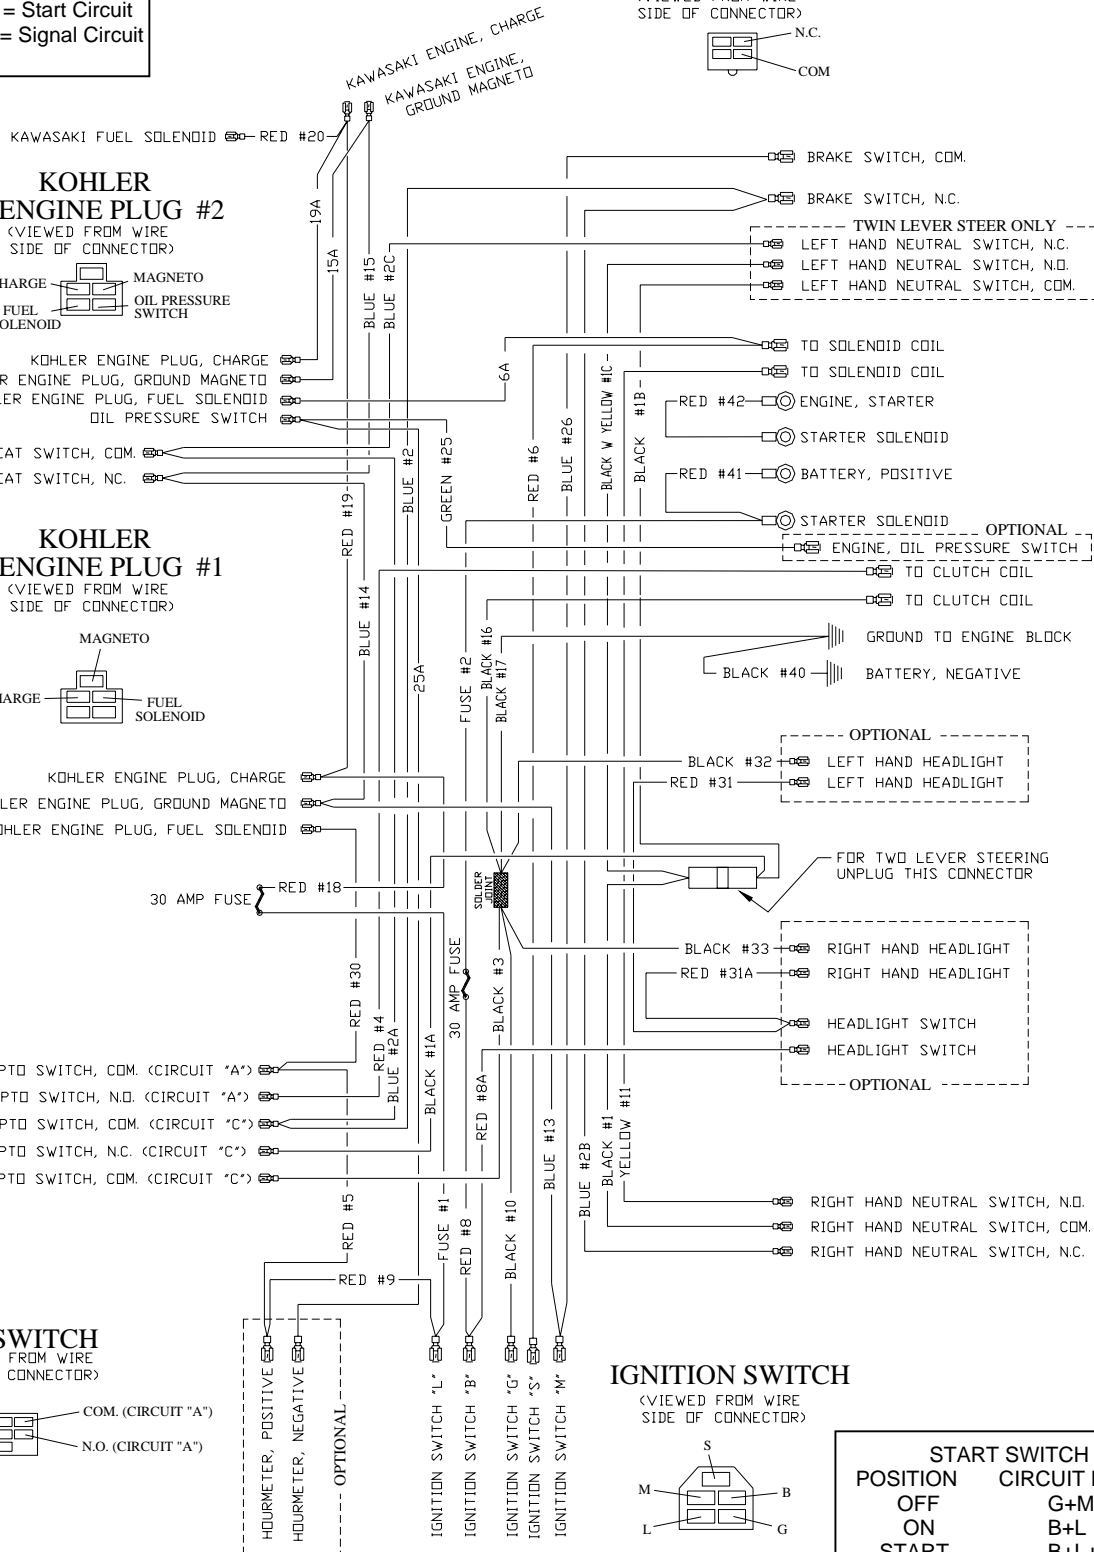 = Start Circuit
= Signal Circuit
SIDE OF CONNECTOR)
N.C.
COM
KAWASAKI ENGINE, CHARGE
KAWASAKI ENGINE,
GROUND MAGNETO
KAWASAKI FUEL SOLENOID
RED #20
KOHLER
ENGINE PLUG #2
(VIEWED FROM WIRE
SIDE OF CONNECTOR)
MAGNETO
OIL PRESSURE
SWITCH
FUEL
19A
15A
BLUE #15
BLUE #2C
BRAKE SWITCH, COM.
BRAKE SWITCH, N.C.
TWIN LEVER STEER ONLY
LEFT HAND NEUTRAL SWITCH, N.C.
LEFT HAND NEUTRAL SWITCH, N.O.
LEFT HAND NEUTRAL SWITCH, COM.
KOHLER ENGINE PLUG, CHARGE
ENGINE PLUG, GROUND MAGNETO
ENGINE PLUG, FUEL SOLENOID
OIL PRESSURE SWITCH
SWITCH, COM.
SWITCH, NC.
6A
TO SOLENOID COIL
TO SOLENOID COIL
RED #42
ENGINE, STARTER
STARTER SOLENOID
RED #41
BATTERY, POSITIVE
STARTER SOLENOID
OPTIONAL
ENGINE, OIL PRESSURE SWITCH
TO CLUTCH COIL
TO CLUTCH COIL
GROUND TO ENGINE BLOCK
BLACK #40
BATTERY, NEGATIVE
RED #19
BLUE #14
BLUE #2
25A
GREEN #25
FUSE #2
BLACK #16
BLACK #17
RED #6
BLUE #26
BLACK W YELLOW #1C
BLACK #1B
KOHLER
ENGINE PLUG #1
(VIEWED FROM WIRE
SIDE OF CONNECTOR)
MAGNETO
FUEL
SOLENOID
KOHLER ENGINE PLUG, CHARGE
ENGINE PLUG, GROUND MAGNETO
ENGINE PLUG, FUEL SOLENOID
OPTIONAL
BLACK #32
LEFT HAND HEADLIGHT
RED #31
LEFT HAND HEADLIGHT
FOR TWO LEVER STEERING
UNPLUG THIS CONNECTOR
30 AMP FUSE
RED #18
SOLDER
JOINT
BLACK #33
RIGHT HAND HEADLIGHT
RED #31A
RIGHT HAND HEADLIGHT
HEADLIGHT SWITCH
HEADLIGHT SWITCH
OPTIONAL
RED #30
RED #4
BLUE #2A
BLACK #1A
30 AMP FUSE
BLACK #3
RED #8A
PTO SWITCH, COM. (CIRCUIT "A")
PTO SWITCH, N.O. (CIRCUIT "A")
PTO SWITCH, COM. (CIRCUIT "C")
PTO SWITCH, N.C. (CIRCUIT "C")
PTO SWITCH, COM. (CIRCUIT "C")
RED #5
FUSE #1
RED #8
BLACK #10
BLUE #13
BLUE #2B
BLACK #1
YELLOW #11
RIGHT HAND NEUTRAL SWITCH, N.O.
RIGHT HAND NEUTRAL SWITCH, COM.
RIGHT HAND NEUTRAL SWITCH, N.C.
RED #9
SWITCH
FROM WIRE
CONNECTOR)
COM. (CIRCUIT "A")
N.O. (CIRCUIT "A")
HOURMETER, POSITIVE
HOURMETER, NEGATIVE
OPTIONAL
IGNITION SWITCH "L"
IGNITION SWITCH "B"
IGNITION SWITCH "G"
IGNITION SWITCH "S"
IGNITION SWITCH "M"
IGNITION SWITCH
(VIEWED FROM WIRE
SIDE OF CONNECTOR)
S
M
B
L
G
START SWITCH
POSITION CIRCUIT
OFF G+M
ON B+L
START